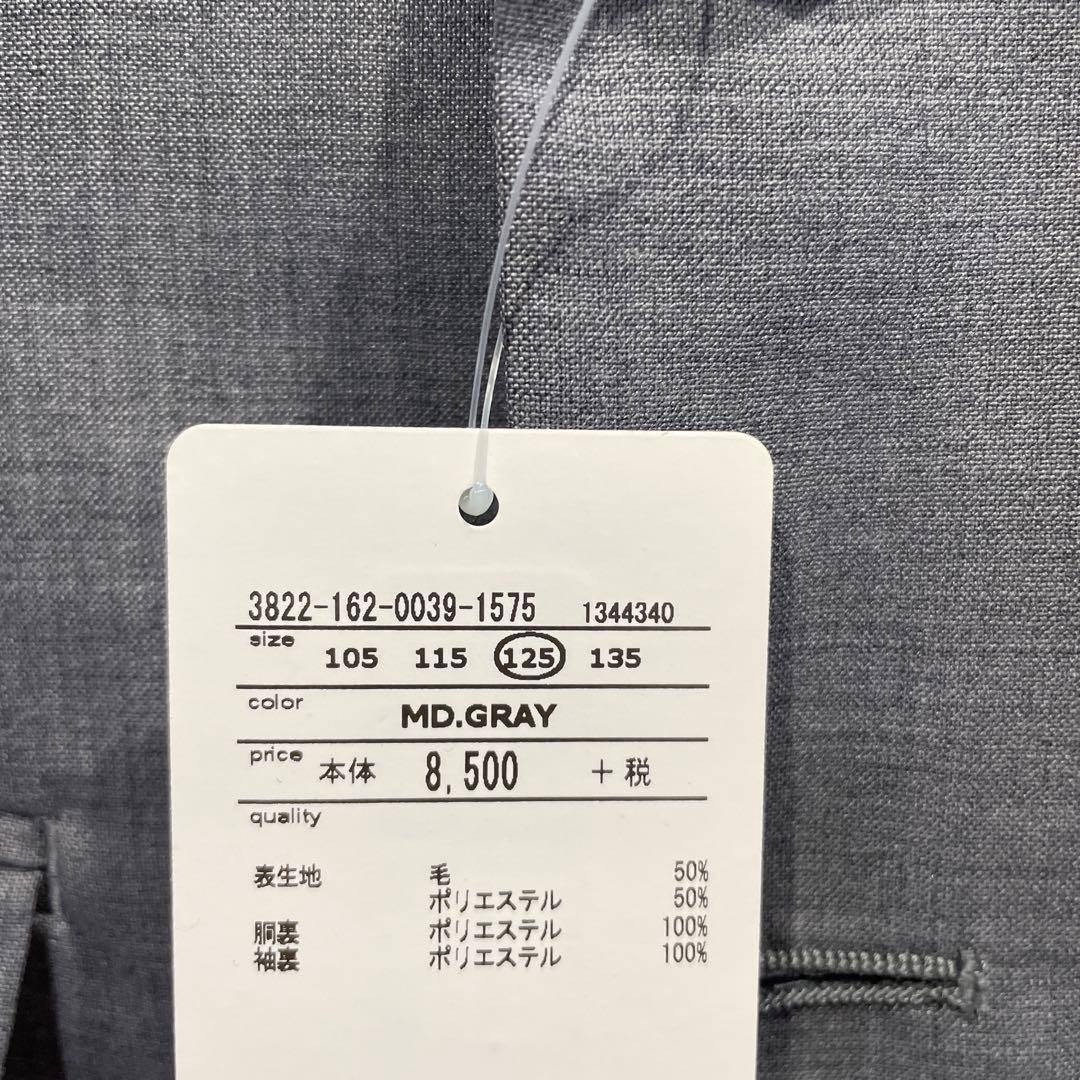 3822-162-0039-1575 1344340
size 105 115 125 135
color MD.GRAY
price 本体 8,500 +税
quality
表生地 毛 50%
ポリエステル 50%
胴裏 ポリエステル 100%
袖裏 ポリエステル 100%